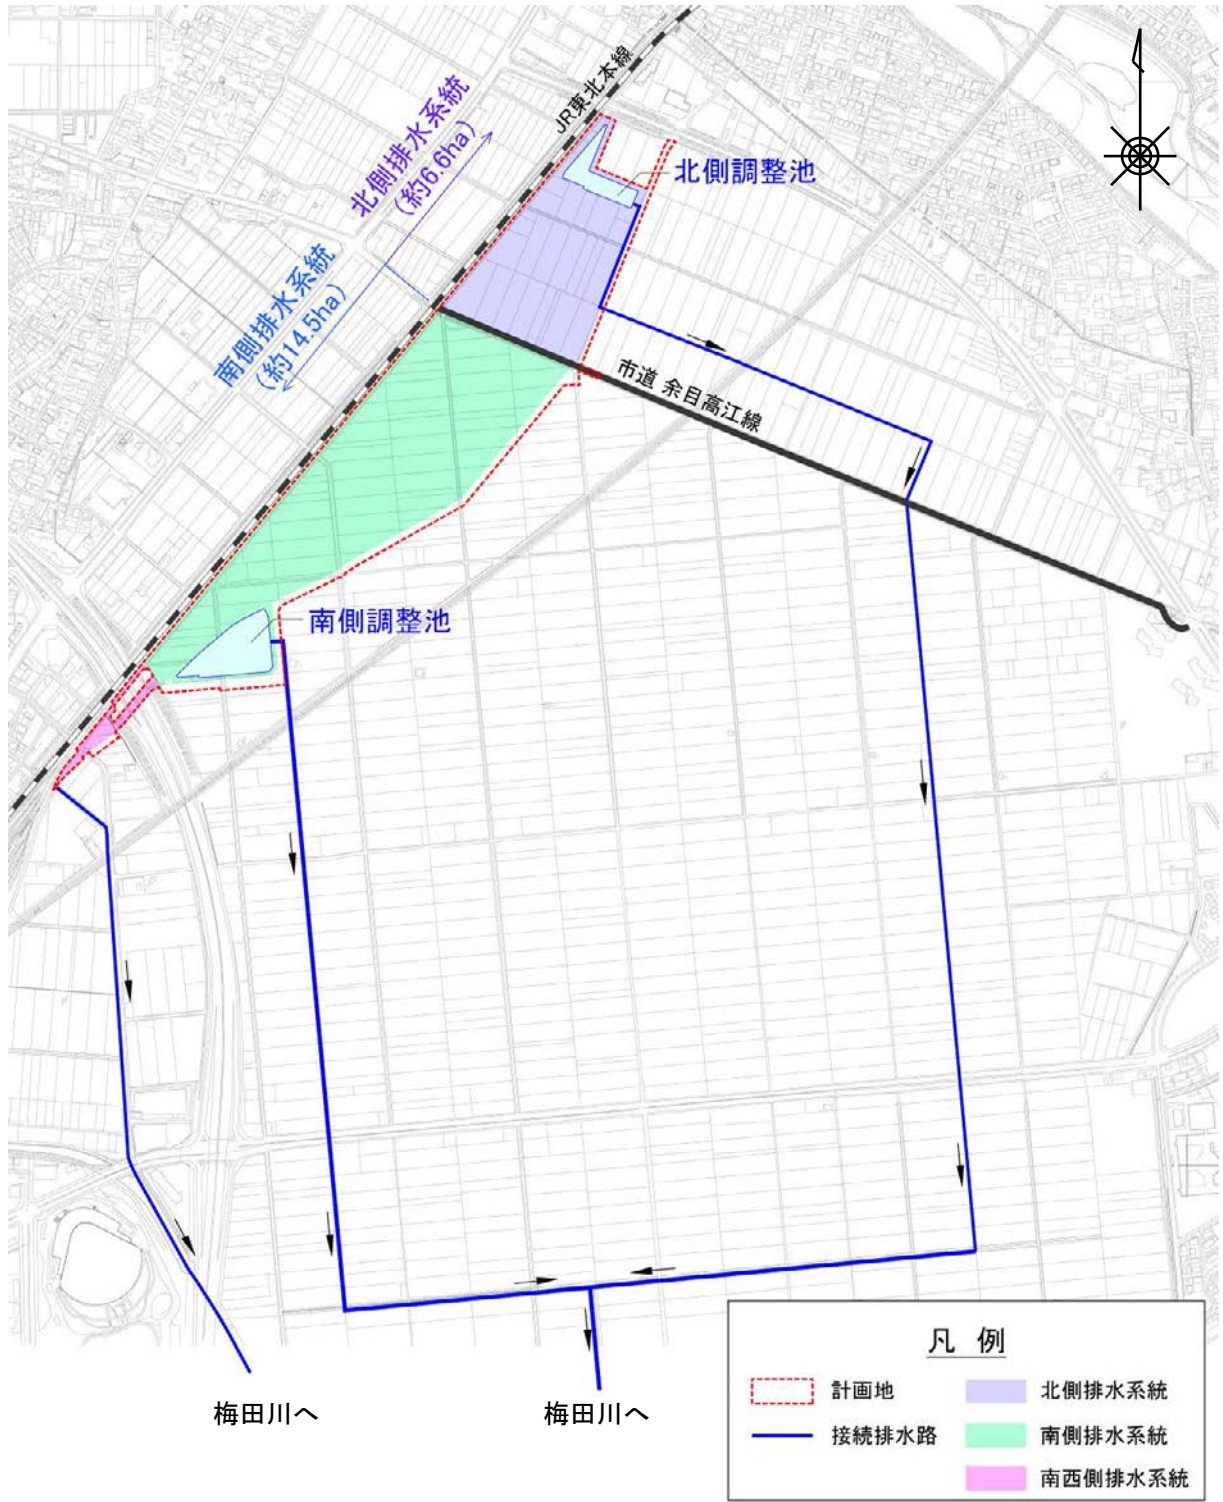 JR東北本線
北側排水系統
(約6.6ha)
北側調整池
南側排水系統
(約14.5ha)
市道 余目高江線
南側調整池
梅田川へ
梅田川へ
凡 例
計画地
北側排水系統
接続排水路
南側排水系統
南西側排水系統